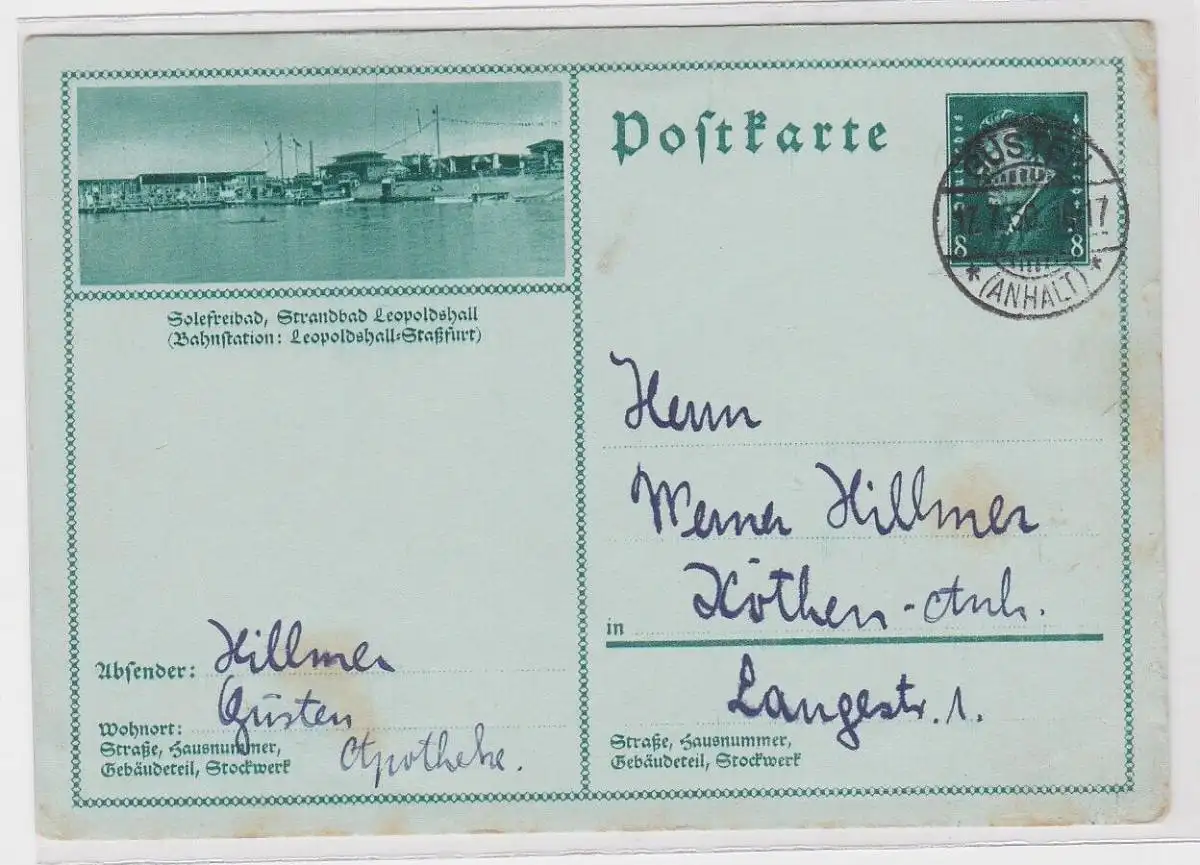 Solefreibad, Strandbad Leopoldshall
(Bahnstation: Leopoldshall=Staßfurt)
Postkarte
8 8
GÜSTEN
(ANHALT)
Herrn
Werner Hillmer
in Köthen-Anh.
Langestr. 1.
Straße, Hausnummer,
Gebäudeteil, Stockwerk
Absender: Hillmer
Wohnort: Güsten
Straße, Hausnummer,
Gebäudeteil, Stockwerk
Apotheke.